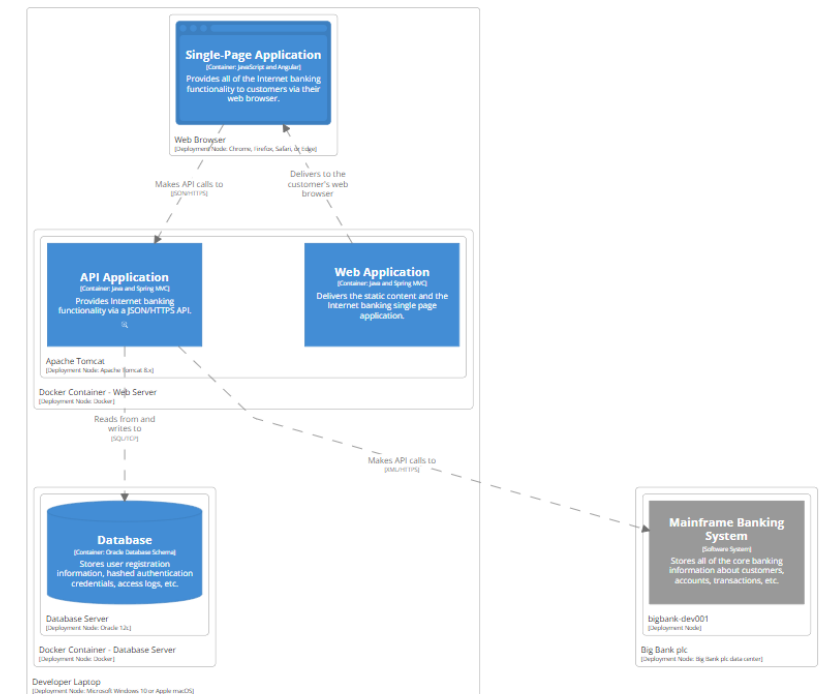 Single-Page Application
[Container: JavaScript and Angular]
Provides all of the Internet banking
functionality to customers via their
web browser.
Web Browser
[Deployment Node: Chrome, Firefox, Safari, or Edge]
Makes API calls to
[JSON/HTTPS]
Delivers to the
customer's web
browser
API Application
[Container: Java and Spring MVC]
Provides Internet banking
functionality via a JSON/HTTPS API.
Web Application
[Container: Java and Spring MVC]
Delivers the static content and the
Internet banking single page
application.
Apache Tomcat
[Deployment Node: Apache Tomcat 8.x]
Docker Container - Web Server
[Deployment Node: Docker]
Reads from and
writes to
[SQL/TCP]
Makes API calls to
[XML/HTTPS]
Database
[Container: Oracle Database Schema]
Stores user registration
information, hashed authentication
credentials, access logs, etc.
Database Server
[Deployment Node: Oracle 12c]
Docker Container - Database Server
[Deployment Node: Docker]
Developer Laptop
[Deployment Node: Microsoft Windows 10 or Apple macOS]
Mainframe Banking
System
[Software System]
Stores all of the core banking
information about customers,
accounts, transactions, etc.
bigbank-dev001
[Deployment Node]
Big Bank plc
[Deployment Node: Big Bank plc data center]